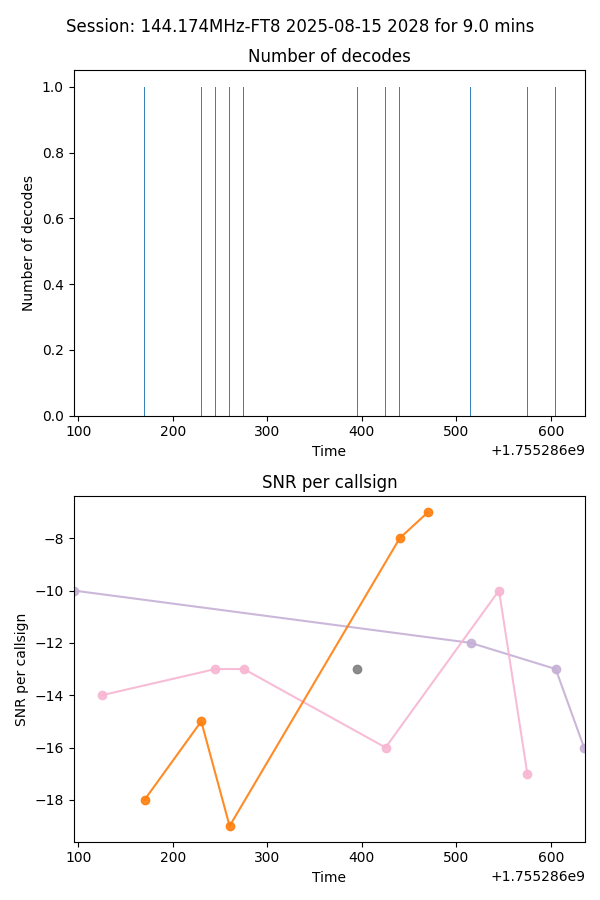 Session: 144.174MHz-FT8 2025-08-15 2028 for 9.0 mins
Number of decodes
1.0
0.8
0.6
0.4
0.2
0.0
Number of decodes
100 200 300 400 500 600
Time
+1.755286e9
SNR per callsign
−8
−10
−12
−14
−16
−18
SNR per callsign
100 200 300 400 500 600
Time
+1.755286e9